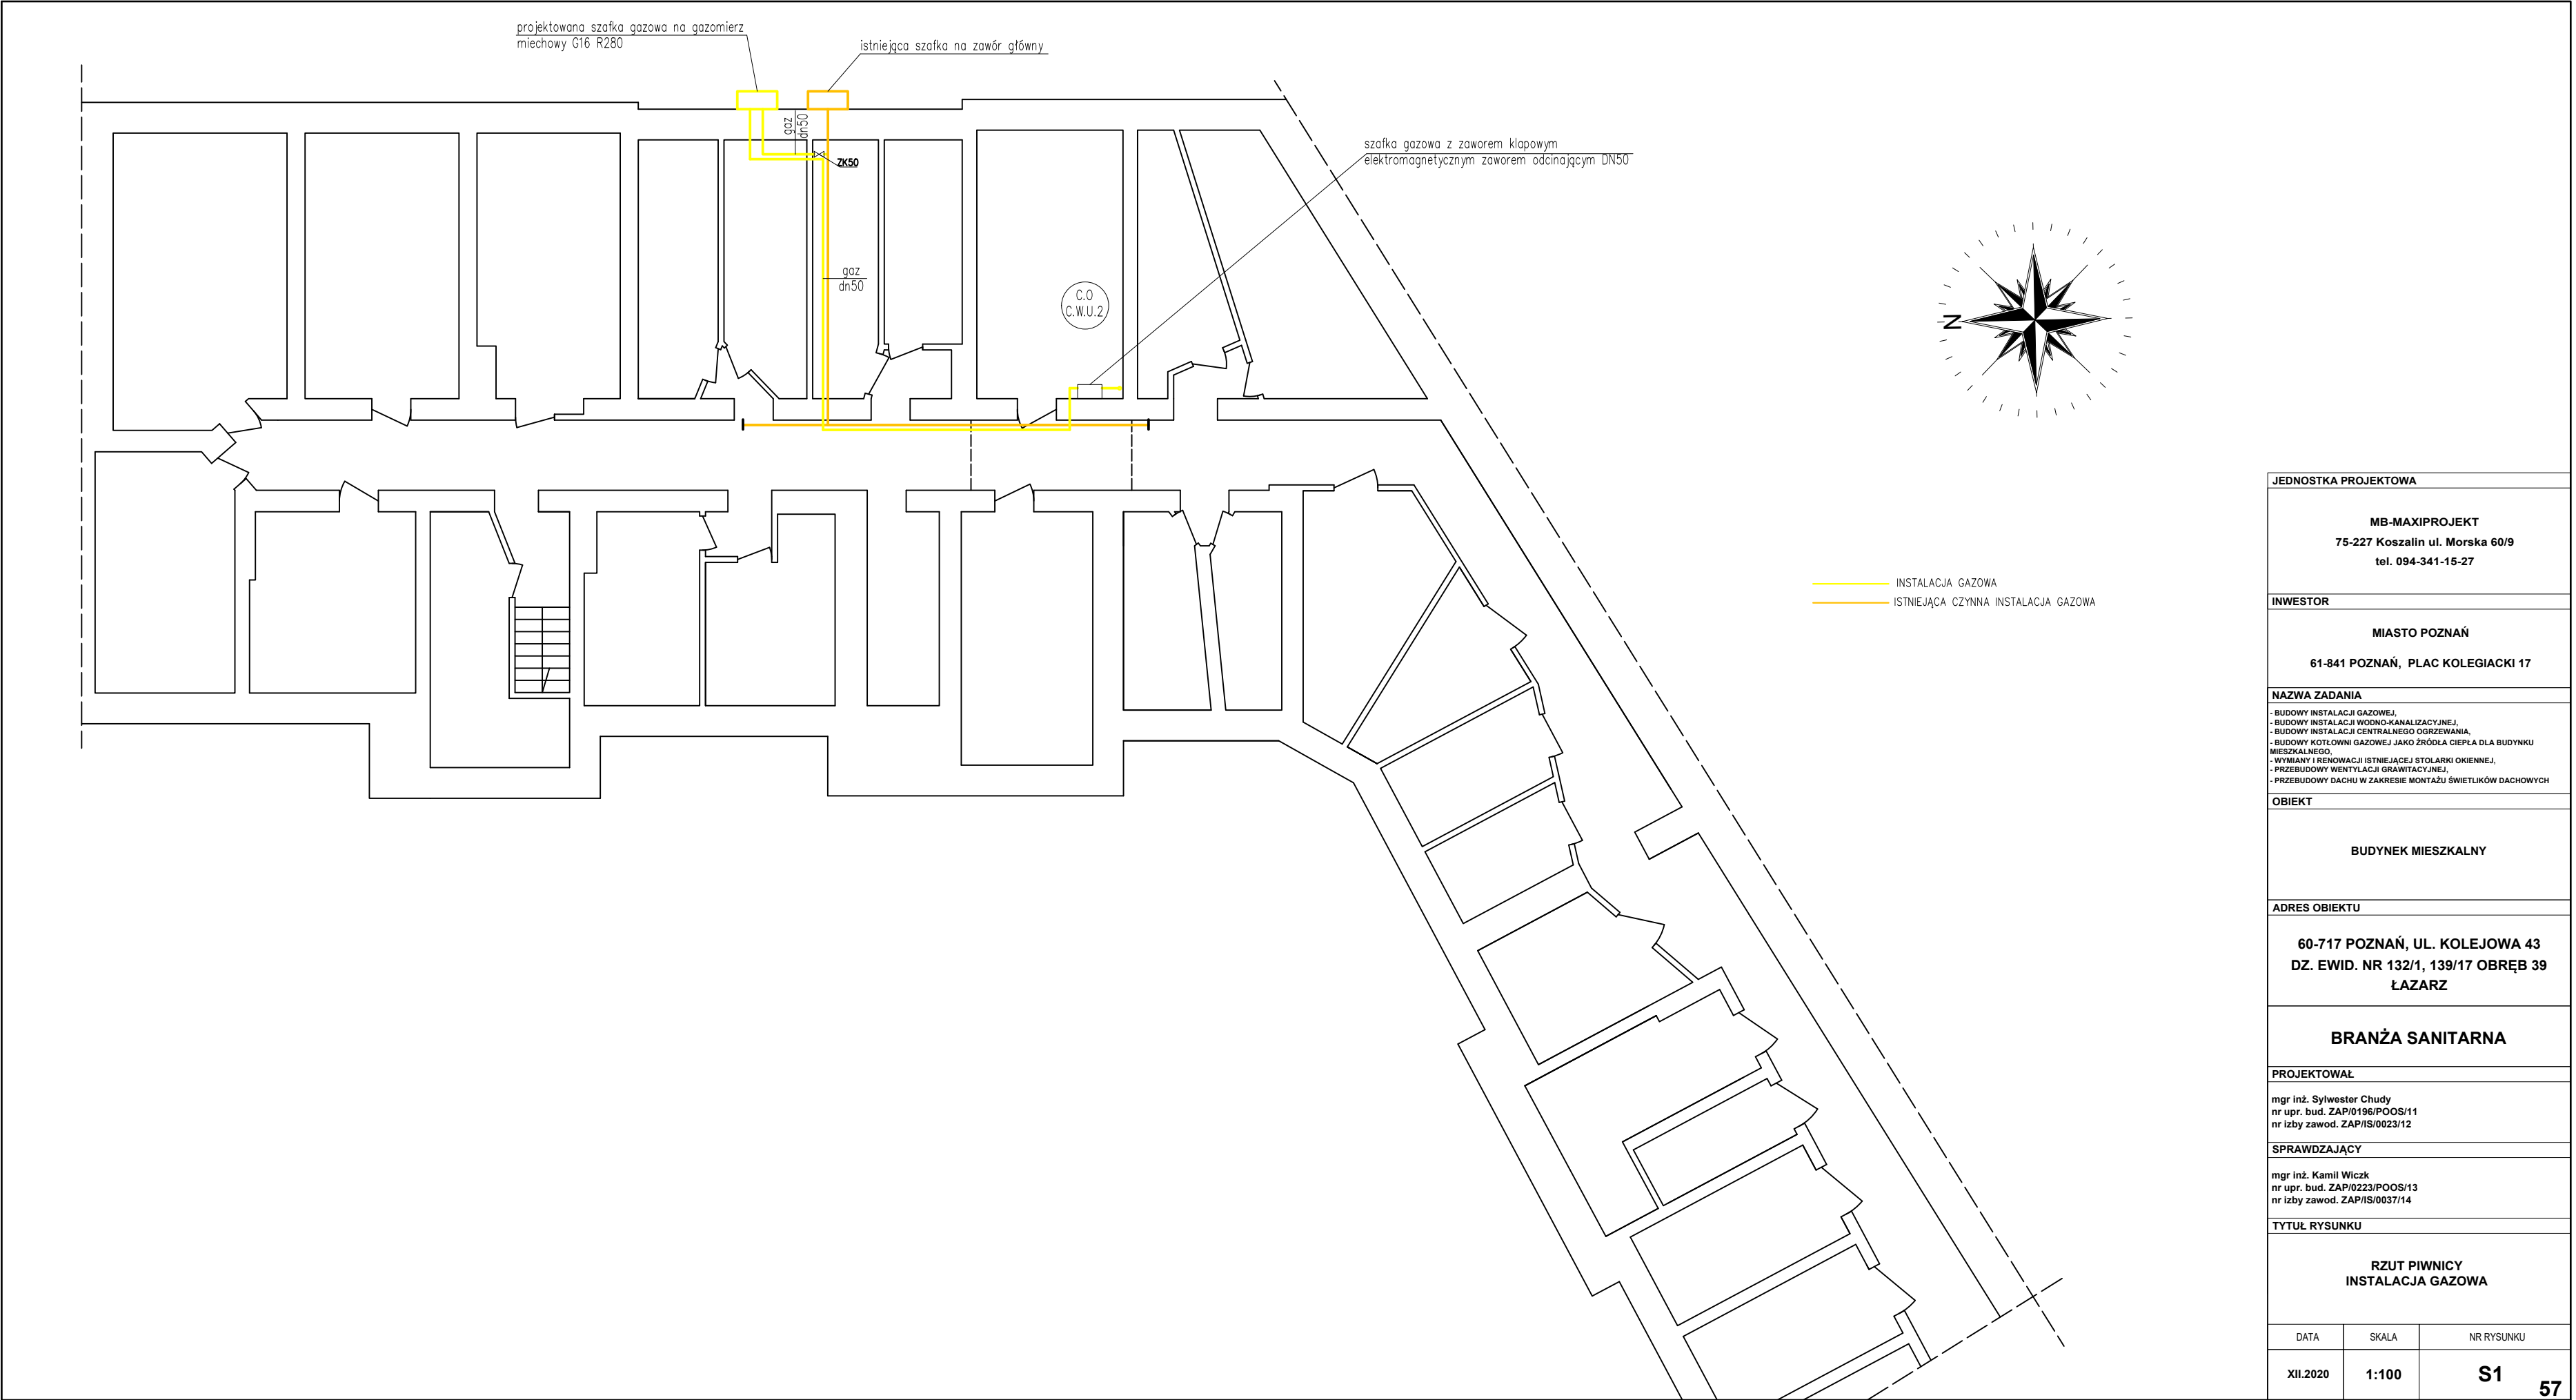 projektowana szafka gazowa na gazomierz
miechowy G16 R280
istniejąca szafka na zawór główny
gaz
dn50
ZK50
szafka gazowa z zaworem klapowym
elektromagnetycznym zaworem odcinającym DN50
gaz
dn50
C.O
C.W.U.2
N
INSTALACJA GAZOWA
ISTNIEJĄCA CZYNNA INSTALACJA GAZOWA
JEDNOSTKA PROJEKTOWA
MB-MAXIPROJEKT
75-227 Koszalin ul. Morska 60/9
tel. 094-341-15-27
INWESTOR
MIASTO POZNAŃ
61-841 POZNAŃ, PLAC KOLEGIACKI 17
NAZWA ZADANIA
- BUDOWY INSTALACJI GAZOWEJ,
- BUDOWY INSTALACJI WODNO-KANALIZACYJNEJ,
- BUDOWY INSTALACJI CENTRALNEGO OGRZEWANIA,
- BUDOWY KOTŁOWNI GAZOWEJ JAKO ŹRÓDŁA CIEPŁA DLA BUDYNKU
MIESZKALNEGO,
- WYMIANY I RENOWACJI ISTNIEJĄCEJ STOLARKI OKIENNEJ,
- PRZEBUDOWY WENTYLACJI GRAWITACYJNEJ,
- PRZEBUDOWY DACHU W ZAKRESIE MONTAŻU ŚWIETLIKÓW DACHOWYCH
OBIEKT
BUDYNEK MIESZKALNY
ADRES OBIEKTU
60-717 POZNAŃ, UL. KOLEJOWA 43
DZ. EWID. NR 132/1, 139/17 OBRĘB 39
ŁAZARZ
BRANŻA SANITARNA
PROJEKTOWAŁ
mgr inż. Sylwester Chudy
nr upr. bud. ZAP/0196/POOS/11
nr izby zawod. ZAP/IS/0023/12
SPRAWDZAJĄCY
mgr inż. Kamil Wiczk
nr upr. bud. ZAP/0223/POOS/13
nr izby zawod. ZAP/IS/0037/14
TYTUŁ RYSUNKU
RZUT PIWNICY
INSTALACJA GAZOWA
DATA SKALA NR RYSUNKU
XII.2020 1:100 S1
57